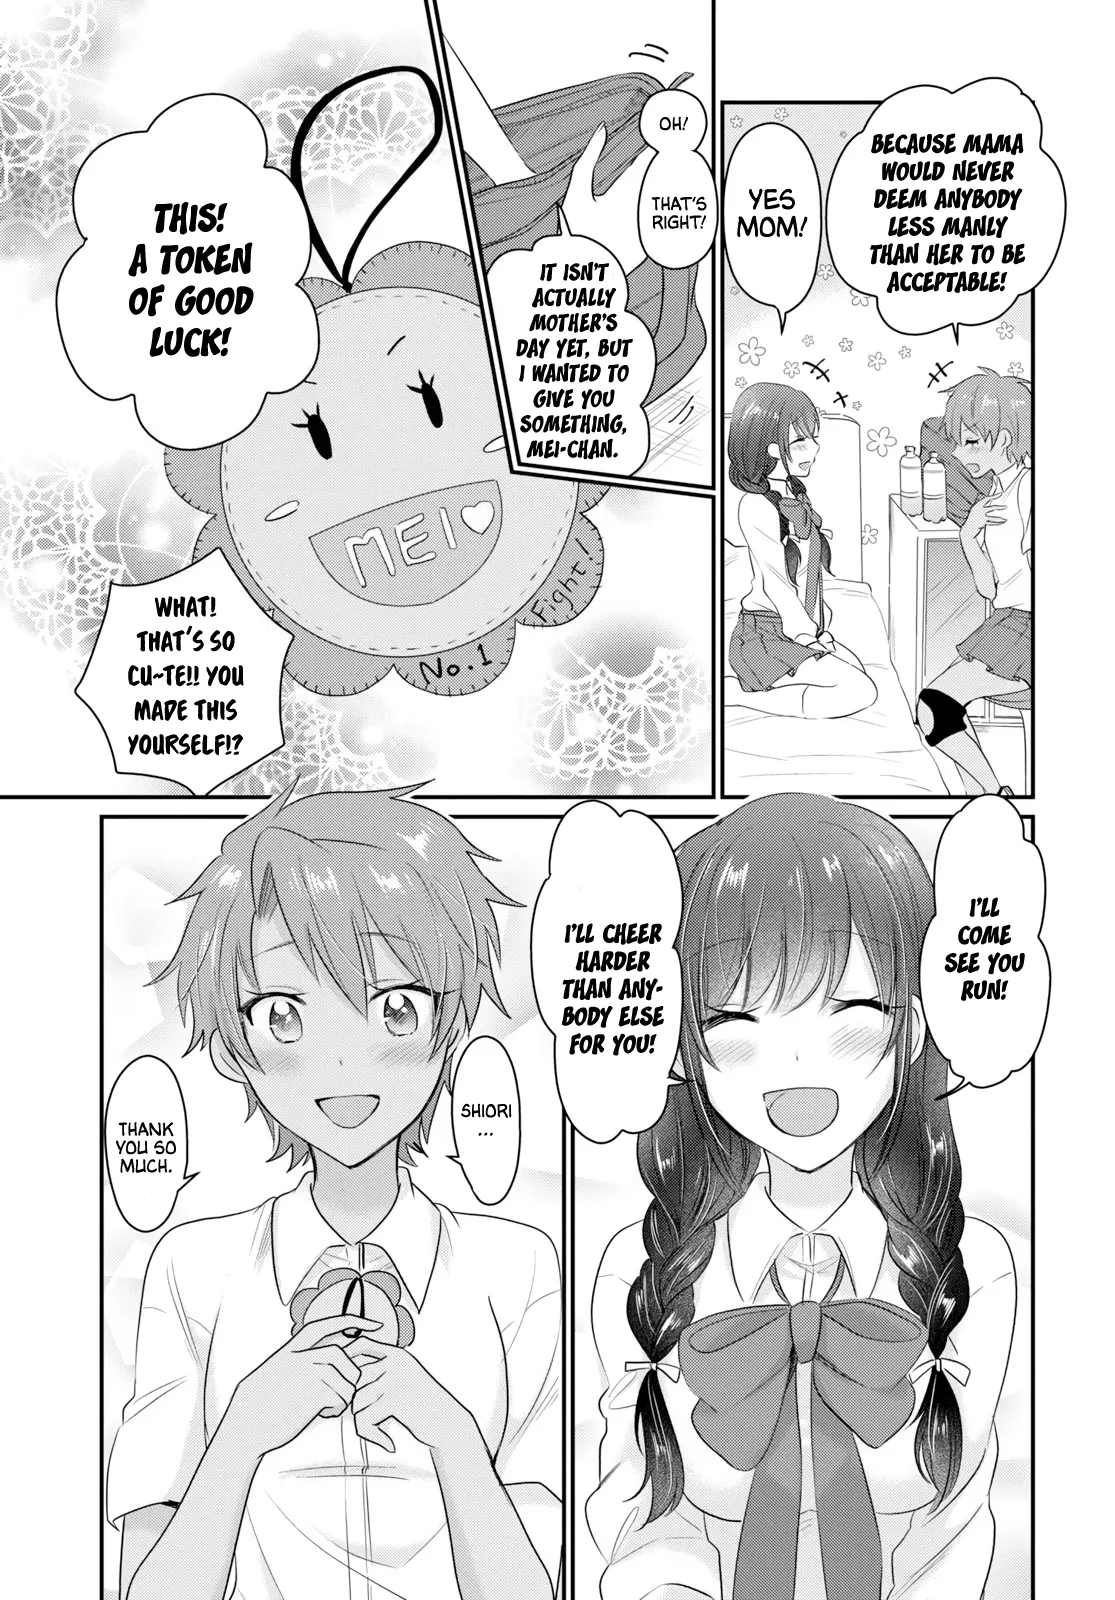 BECAUSE MAMA
WOULD NEVER
DEEM ANYBODY
LESS MANLY
THAN HER TO BE
ACCEPTABLE!
YES
MOM!
OH!
THAT'S
RIGHT!
IT ISN'T
ACTUALLY
MOTHER'S
DAY YET, BUT
I WANTED TO
GIVE YOU
SOMETHING,
MEI-CHAN.
THIS!
A TOKEN
OF GOOD
LUCK!
MEI♡
No.1
Fight!
WHAT!
THAT'S SO
CU~TE!! YOU
MADE THIS
YOURSELF!?
I'LL
COME
SEE YOU
RUN!
I'LL CHEER
HARDER
THAN ANY-
BODY ELSE
FOR YOU!
SHIORI
...
THANK
YOU SO
MUCH.